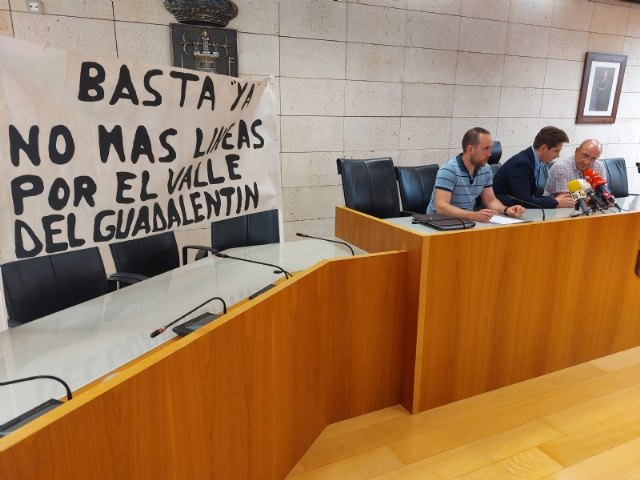 BASTA "YA"
NO MAS LINEAS
POR EL VALLE
DEL GUADALENTIN